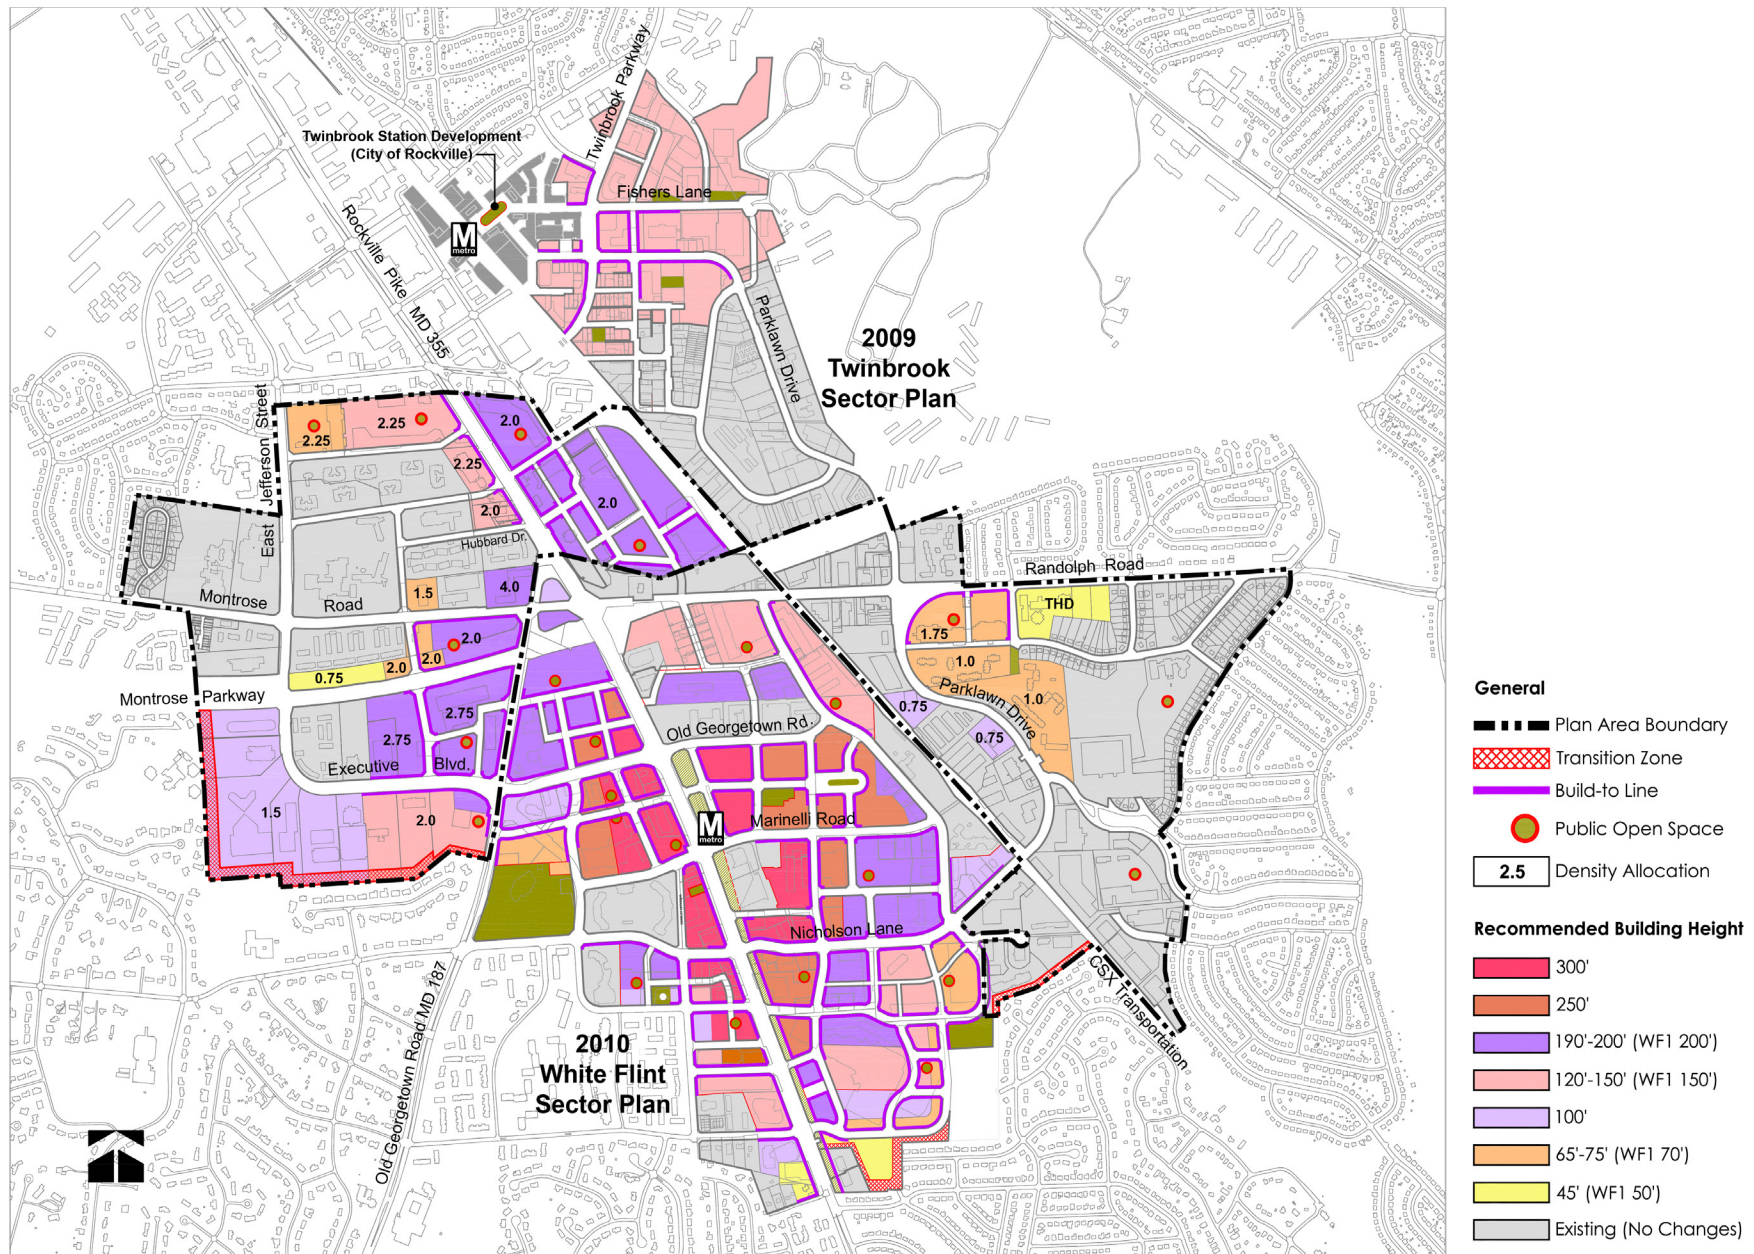 Twinbrook Parkway
Twinbrook Station Development
(City of Rockville)
Fishers Lane
M
metro
Rockville Pike
MD 355
Parklawn Drive
2009
Twinbrook
Sector Plan
East Jefferson Street
2.25
2.25
2.0
2.25
2.0
2.0
Hubbard Dr.
Montrose
Road
1.5
4.0
Randolph Road
THD
1.75
1.0
1.0
Parklawn Drive
0.75
0.75
2.0
2.0
2.0
0.75
Montrose Parkway
2.75
2.75
Executive Blvd.
Old Georgetown Rd.
1.5
2.0
M
metro
Marinelli Road
Nicholson Lane
CSX Transportation
Old Georgetown Road MD 187
2010
White Flint
Sector Plan
General
Plan Area Boundary
Transition Zone
Build-to Line
Public Open Space
2.5 Density Allocation
Recommended Building Height
300'
250'
190'-200' (WF1 200')
120'-150' (WF1 150')
100'
65'-75' (WF1 70')
45' (WF1 50')
Existing (No Changes)